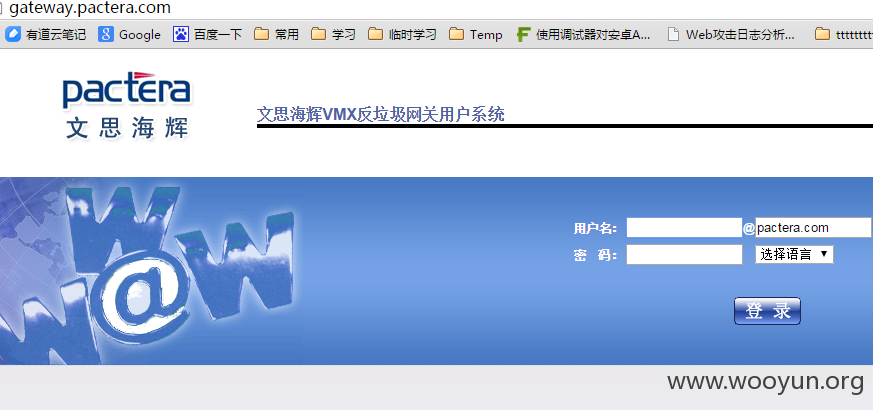 gateway.pactera.com
有道云笔记 Google 百度一下 常用 学习 临时学习 Temp 使用调试器对安卓A... Web攻击日志分析... ttttttttt
pactera
文思海辉
文思海辉VMX反垃圾网关用户系统
W@W
W
用户名: @pactera.com
密 码: 选择语言
登 录
www.wooyun.org